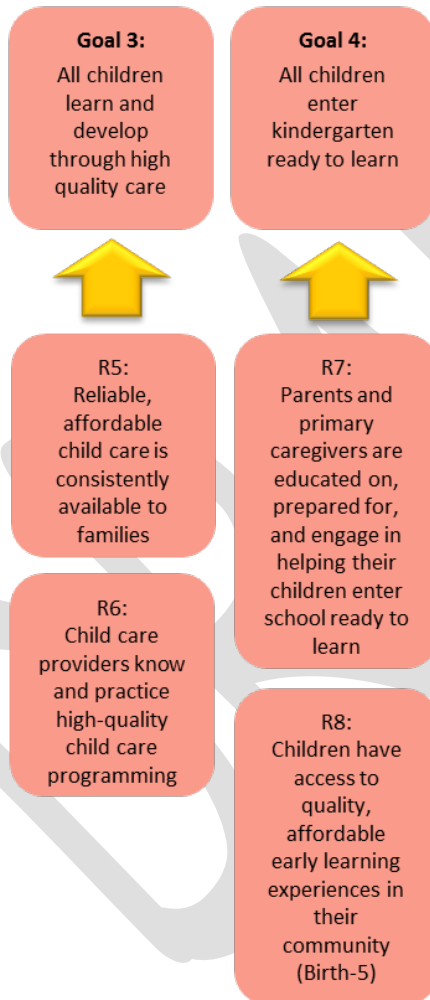 Goal 3:
All children
learn and
develop
through high
quality care
Goal 4:
All children
enter
kindergarten
ready to learn
R5:
Reliable,
affordable
child care is
consistently
available to
families
R6:
Child care
providers know
and practice
high-quality
child care
programming
R7:
Parents and
primary
caregivers are
educated on,
prepared for,
and engage in
helping their
children enter
school ready to
learn
R8:
Children have
access to
quality,
affordable
early learning
experiences in
their
community
(Birth-5)